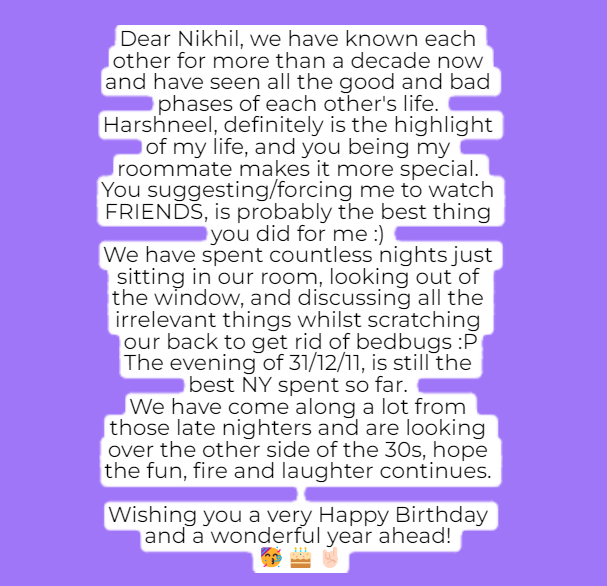 Dear Nikhil, we have known each
other for more than a decade now
and have seen all the good and bad
phases of each other's life.
Harshneel, definitely is the highlight
of my life, and you being my
roommate makes it more special.
You suggesting/forcing me to watch
FRIENDS, is probably the best thing
you did for me :)
We have spent countless nights just
sitting in our room, looking out of
the window, and discussing all the
irrelevant things whilst scratching
our back to get rid of bedbugs :P
The evening of 31/12/11, is still the
best NY spent so far.
We have come along a lot from
those late nighters and are looking
over the other side of the 30s, hope
the fun, fire and laughter continues.
Wishing you a very Happy Birthday
and a wonderful year ahead!
🥳 🎂 🤘🏻